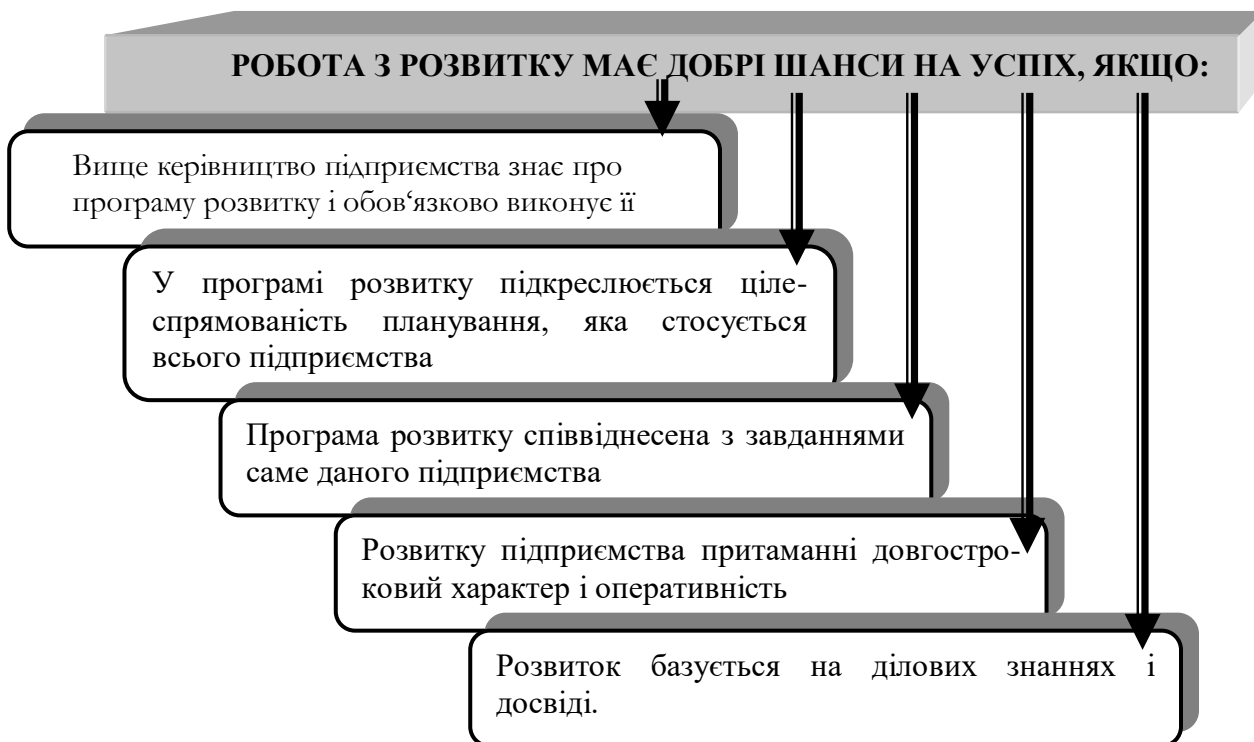 РОБОТА З РОЗВИТКУ МАЄ ДОБРІ ШАНСИ НА УСПІХ, ЯКЩО:
Вище керівництво підприємства знає про
програму розвитку і обов‘язково виконує її
У програмі розвитку підкреслюється ціле-
спрямованість планування, яка стосується
всього підприємства
Програма розвитку співвіднесена з завданнями
саме даного підприємства
Розвитку підприємства притаманні довгостро-
ковий характер і оперативність
Розвиток базується на ділових знаннях і
досвіді.